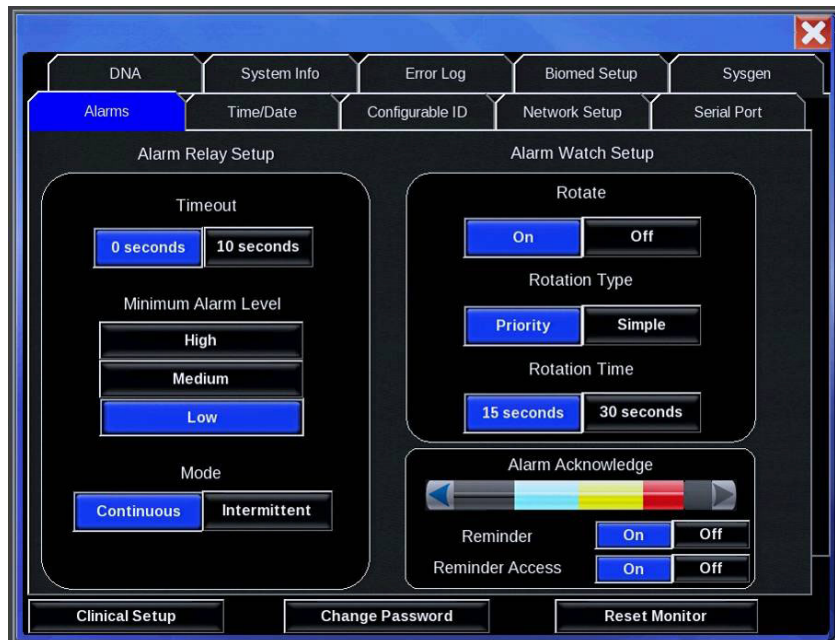 DNA System Info Error Log Biomed Setup Sysgen
Alarms Time/Date Configurable ID Network Setup Serial Port
Alarm Relay Setup
Timeout
0 seconds 10 seconds
Minimum Alarm Level
High
Medium
Low
Mode
Continuous Intermittent
Alarm Watch Setup
Rotate
On Off
Rotation Type
Priority Simple
Rotation Time
15 seconds 30 seconds
Alarm Acknowledge
Reminder On Off
Reminder Access On Off
Clinical Setup Change Password Reset Monitor